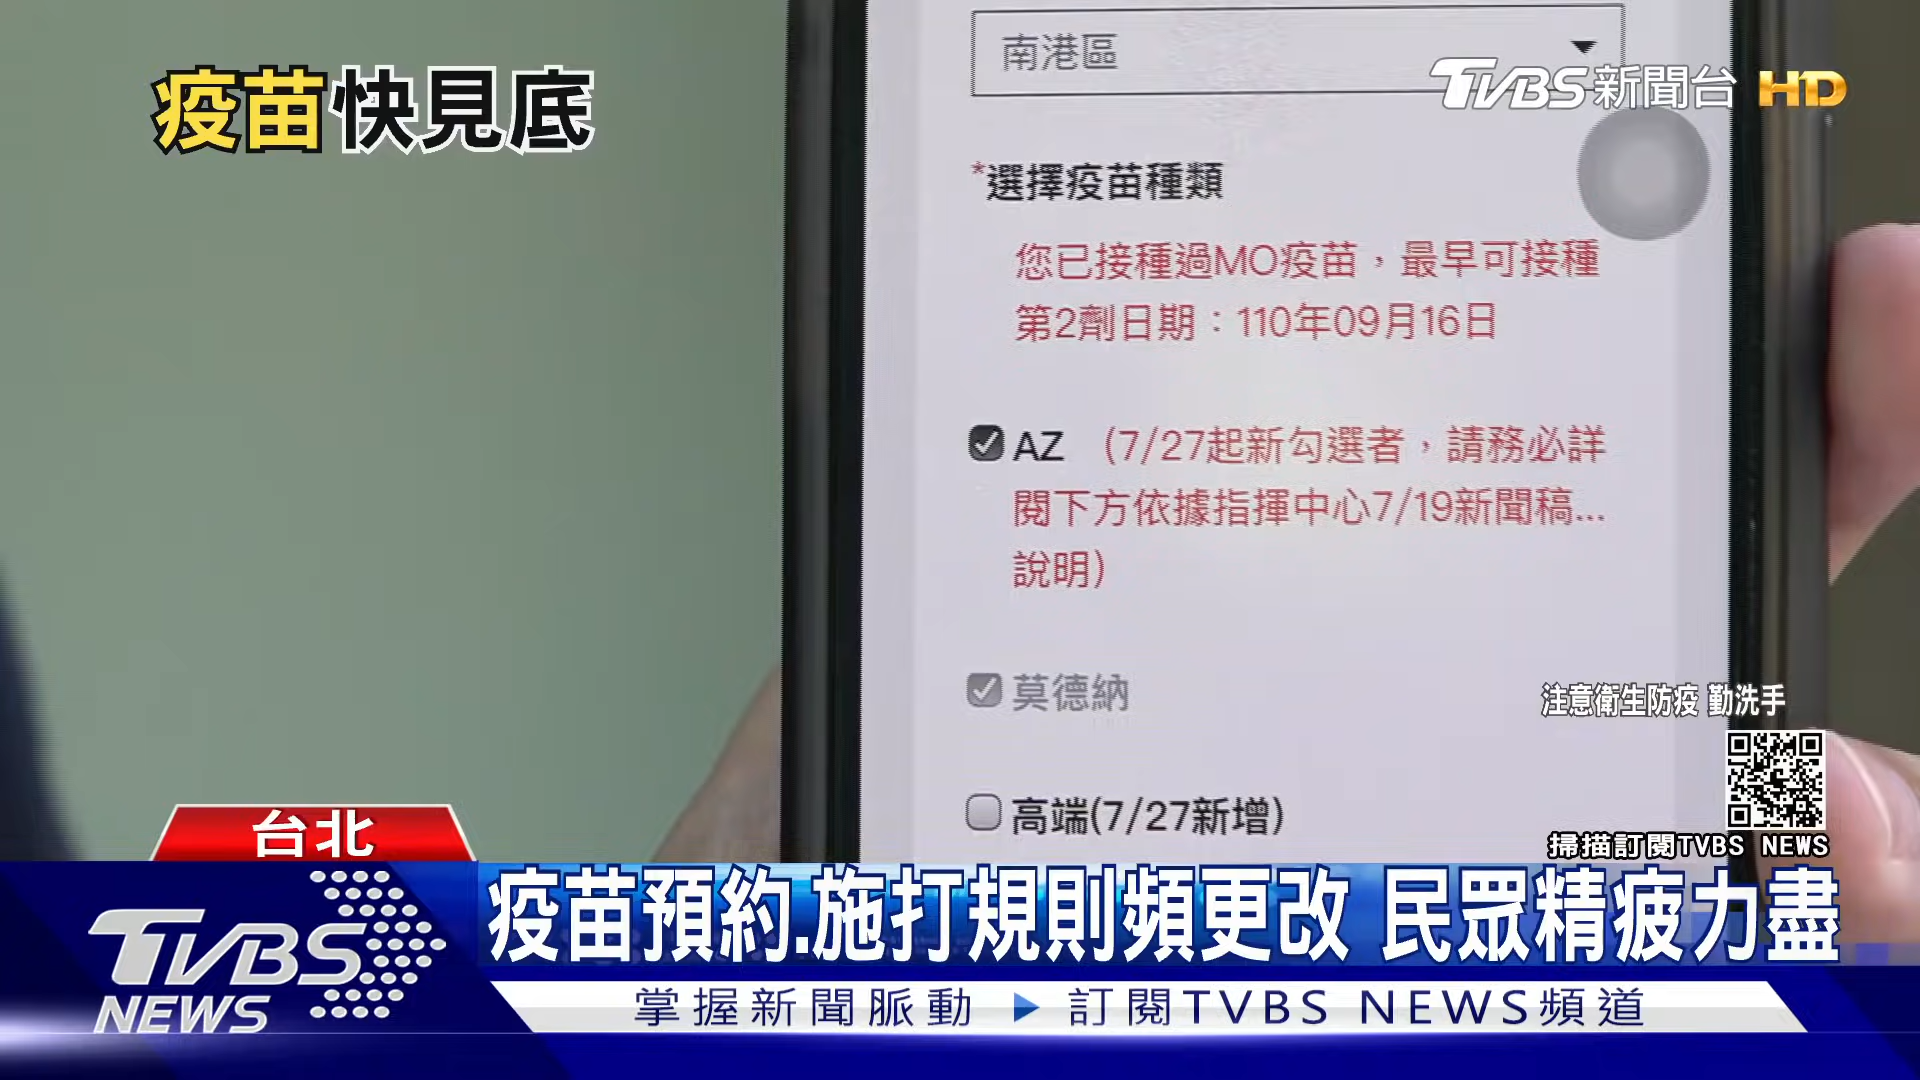 疫苗快見底
南港區
TVBS新聞台 HD
*選擇疫苗種類
您已接種過MO疫苗，最早可接種
第2劑日期：110年09月16日
AZ （7/27起新勾選者，請務必詳
閱下方依據指揮中心7/19新聞稿...
說明）
莫德納
注意衛生防疫 勤洗手
高端(7/27新增)
掃描訂閱TVBS NEWS
台北
疫苗預約.施打規則頻更改 民眾精疲力盡
TVBS
NEWS
掌握新聞脈動 ▶ 訂閱TVBS NEWS頻道